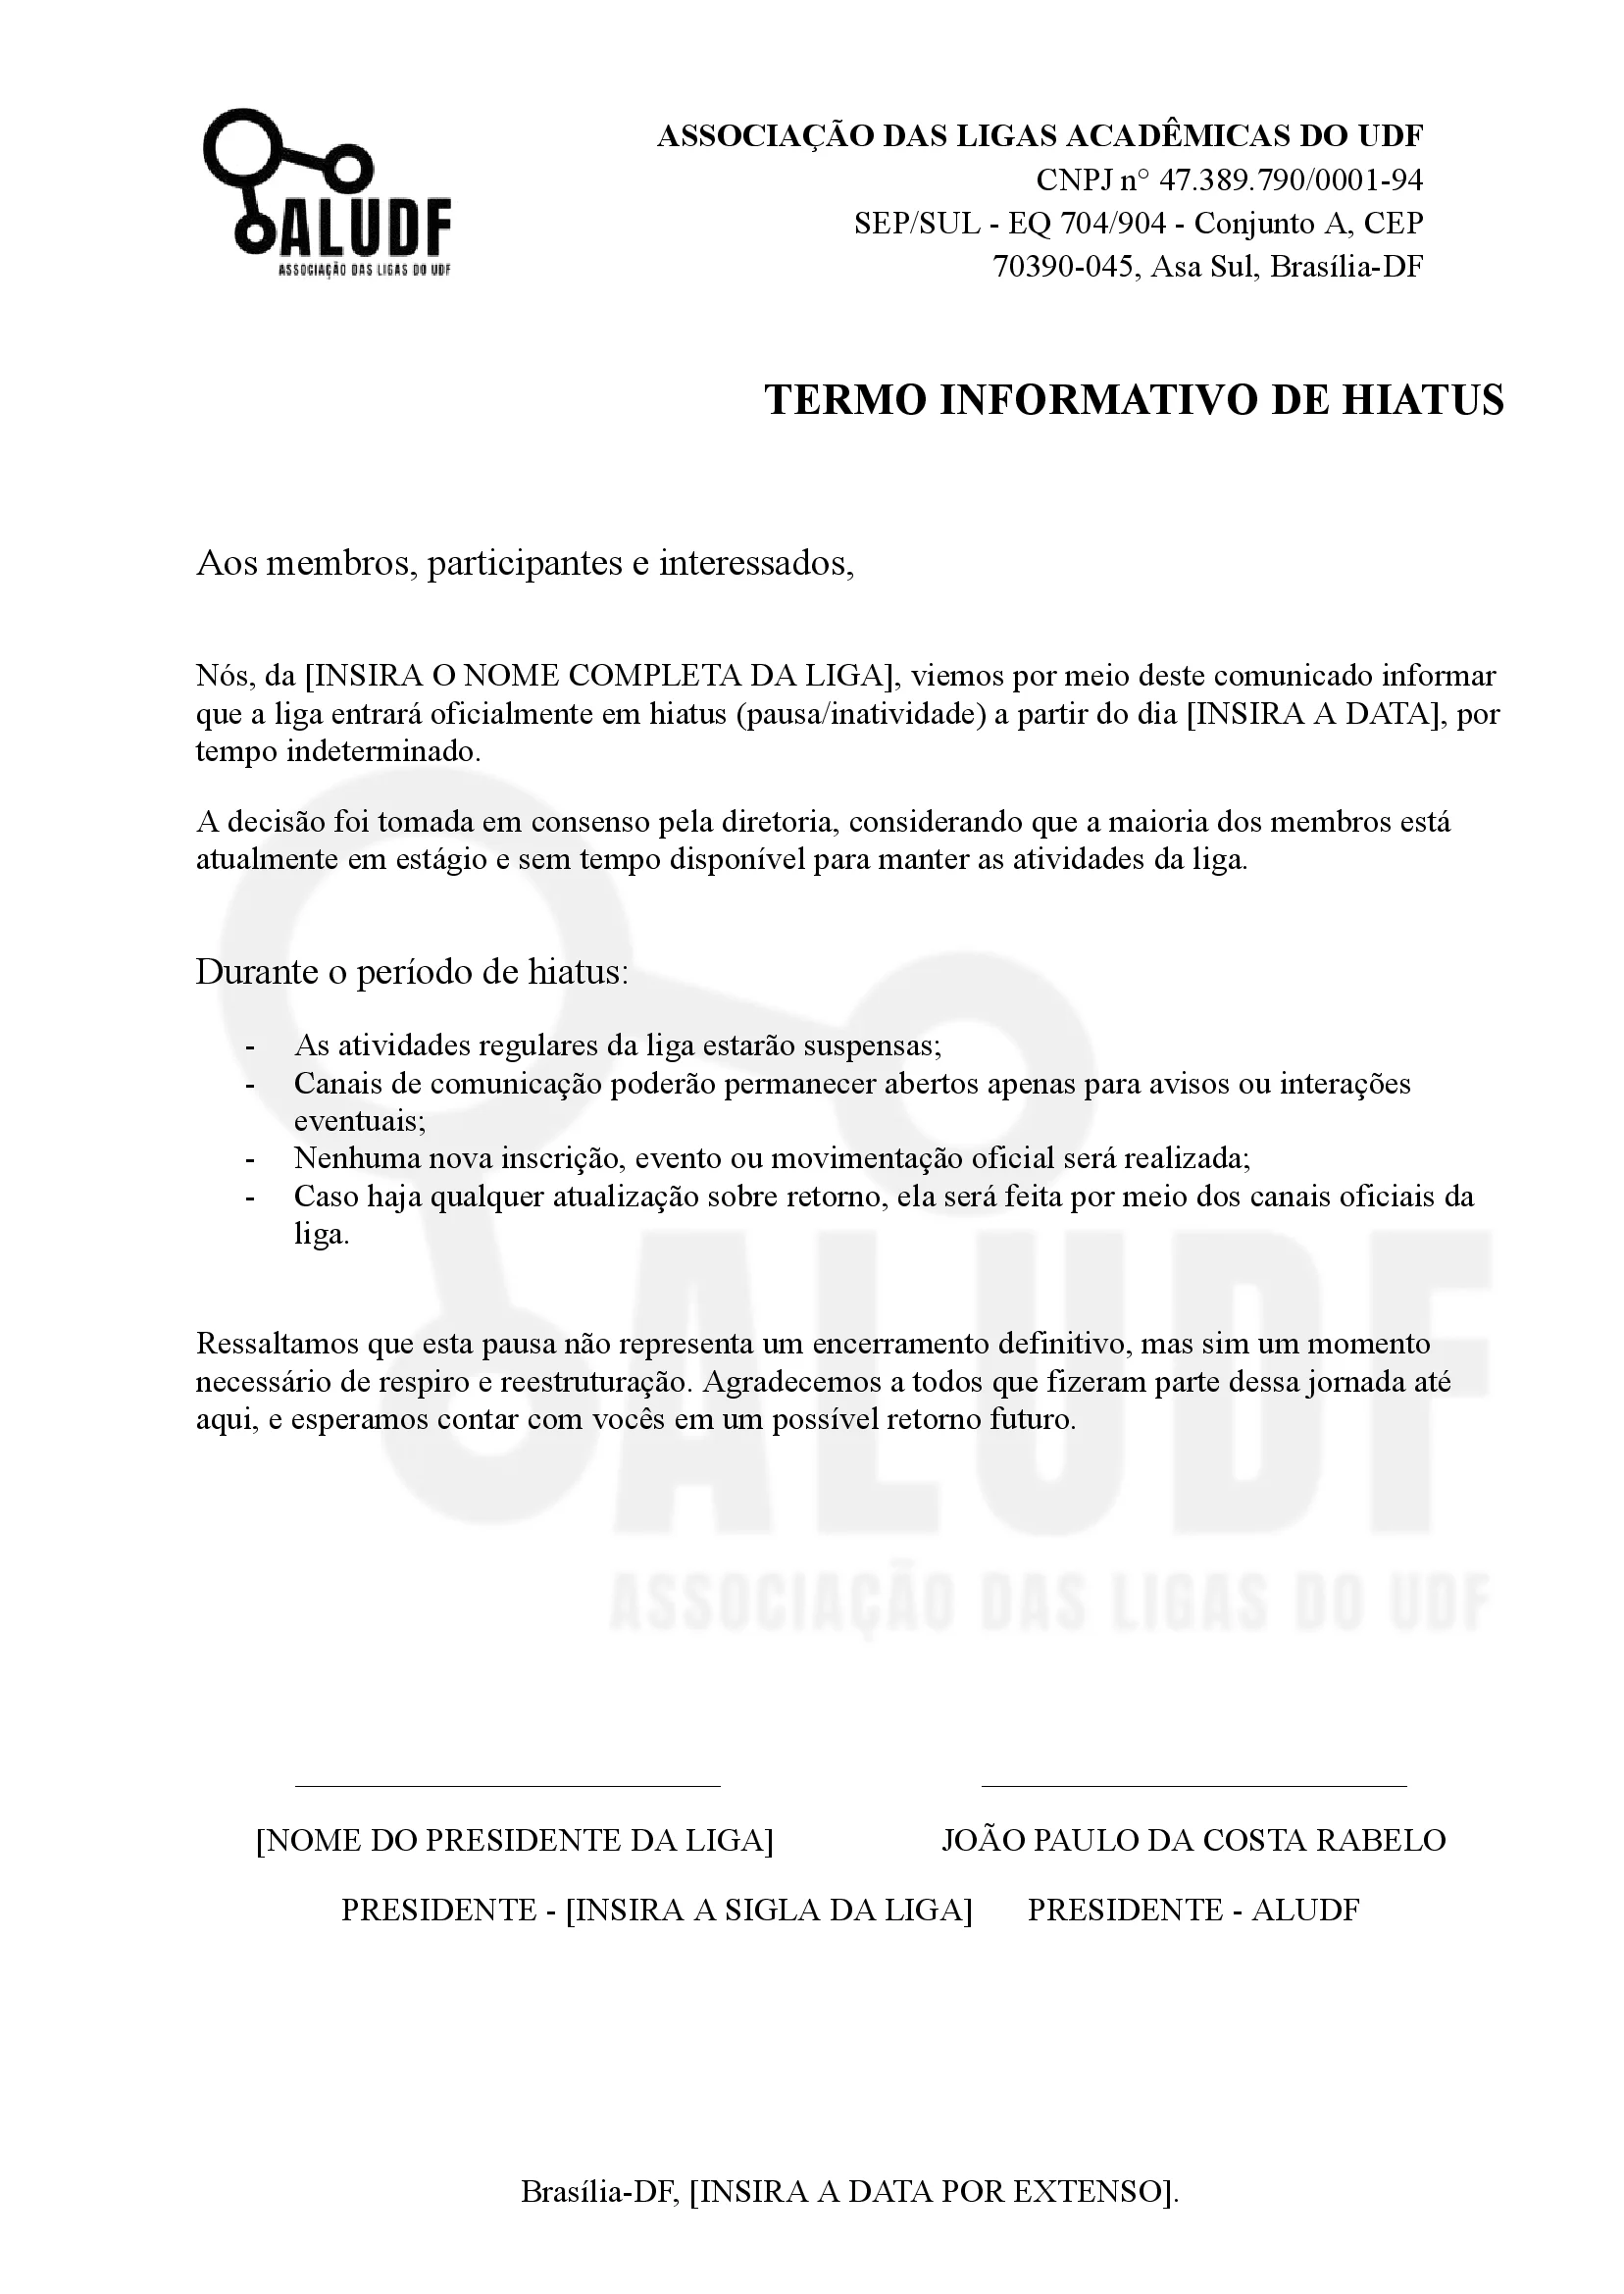 ALUDF
ASSOCIAÇÃO DAS LIGAS DO UDF
ASSOCIAÇÃO DAS LIGAS ACADÊMICAS DO UDF
CNPJ n° 47.389.790/0001-94
SEP/SUL - EQ 704/904 - Conjunto A, CEP
70390-045, Asa Sul, Brasília-DF
TERMO INFORMATIVO DE HIATUS
Aos membros, participantes e interessados,
Nós, da [INSIRA O NOME COMPLETA DA LIGA], viemos por meio deste comunicado informar
que a liga entrará oficialmente em hiatus (pausa/inatividade) a partir do dia [INSIRA A DATA], por
tempo indeterminado.
A decisão foi tomada em consenso pela diretoria, considerando que a maioria dos membros está
atualmente em estágio e sem tempo disponível para manter as atividades da liga.
Durante o período de hiatus:
- As atividades regulares da liga estarão suspensas;
- Canais de comunicação poderão permanecer abertos apenas para avisos ou interações
eventuais;
- Nenhuma nova inscrição, evento ou movimentação oficial será realizada;
- Caso haja qualquer atualização sobre retorno, ela será feita por meio dos canais oficiais da
liga.
Ressaltamos que esta pausa não representa um encerramento definitivo, mas sim um momento
necessário de respiro e reestruturação. Agradecemos a todos que fizeram parte dessa jornada até
aqui, e esperamos contar com vocês em um possível retorno futuro.
ALUDF
ASSOCIAÇÃO DAS LIGAS DO UDF
[NOME DO PRESIDENTE DA LIGA] JOÃO PAULO DA COSTA RABELO
PRESIDENTE - [INSIRA A SIGLA DA LIGA] PRESIDENTE - ALUDF
Brasília-DF, [INSIRA A DATA POR EXTENSO].